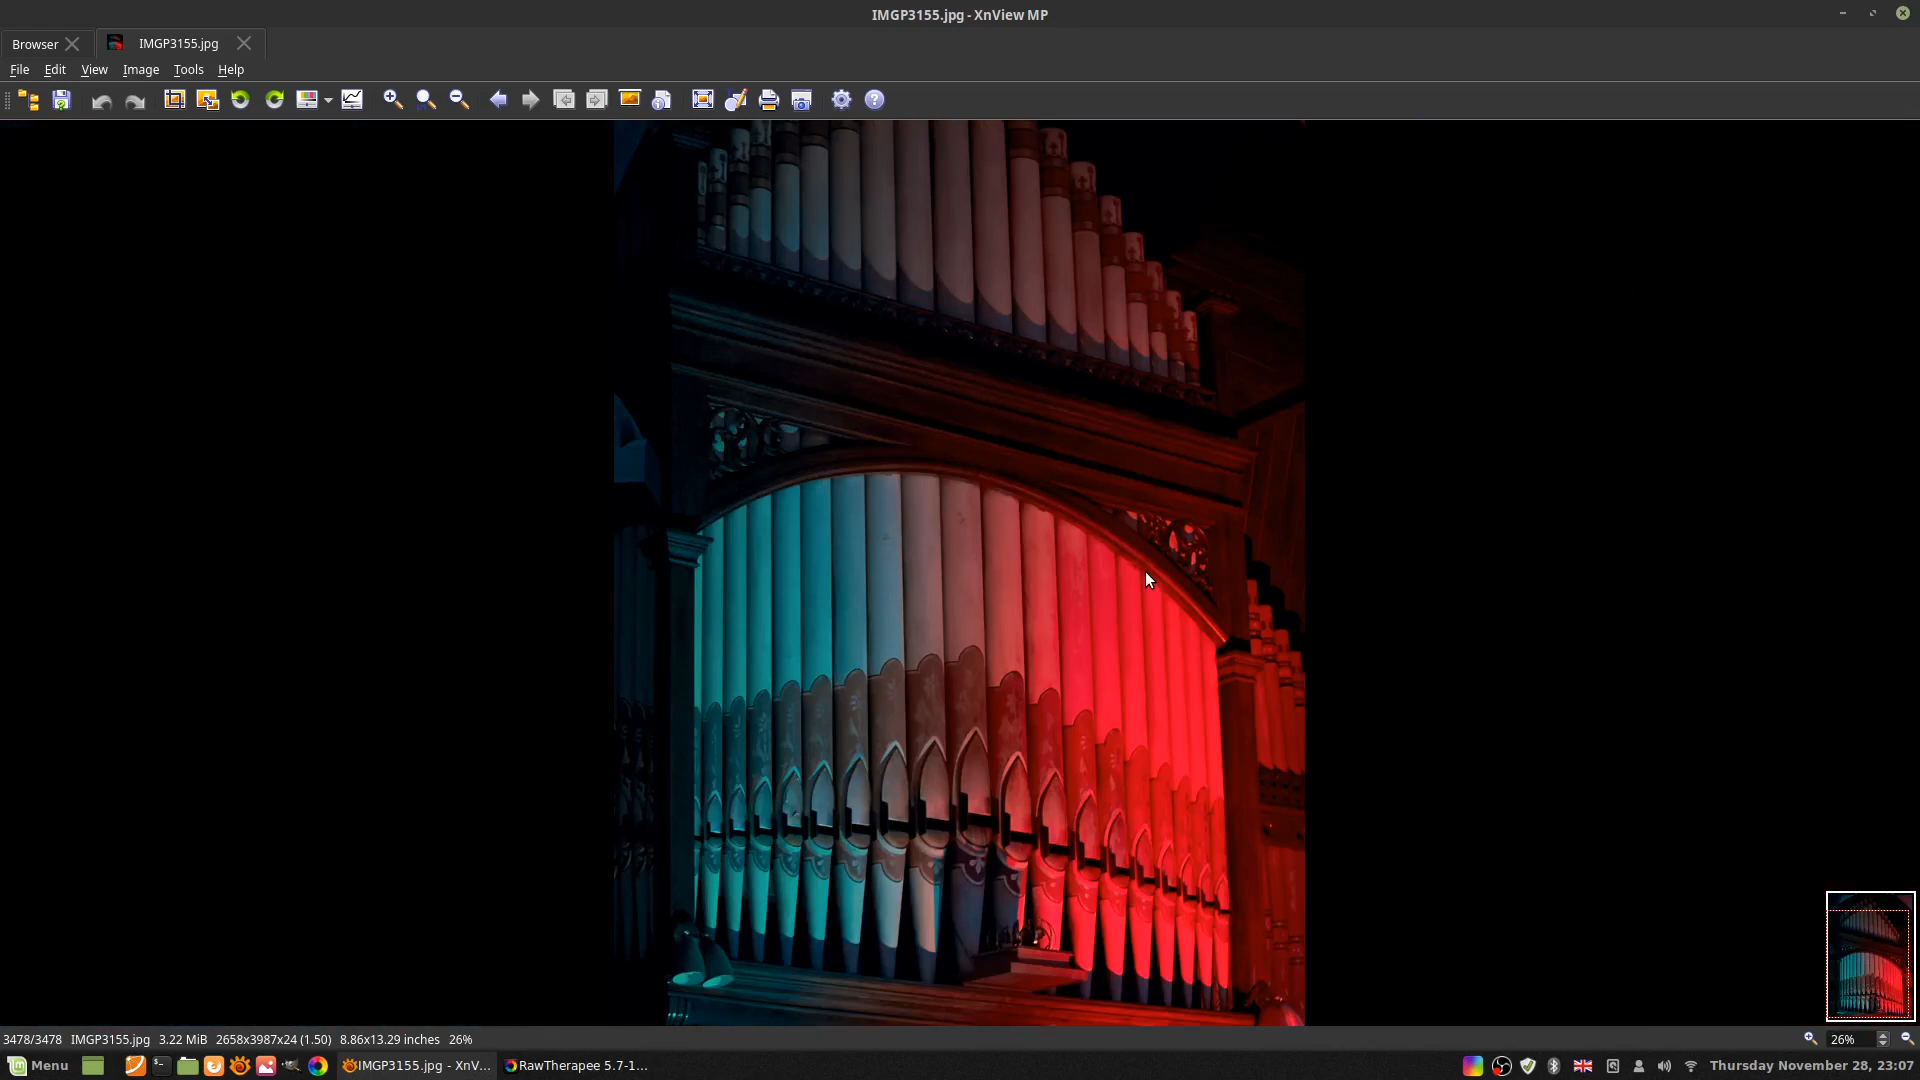 IMGP3155.jpg - XnView MP
Browser
IMGP3155.jpg
File Edit View Image Tools Help
3478/3478 IMGP3155.jpg 3.22 MiB 2658x3987x24 (1.50) 8.86x13.29 inches 26%
26%
Menu
IMGP3155.jpg - XnV...
RawTherapee 5.7-1...
Thursday November 28, 23:07